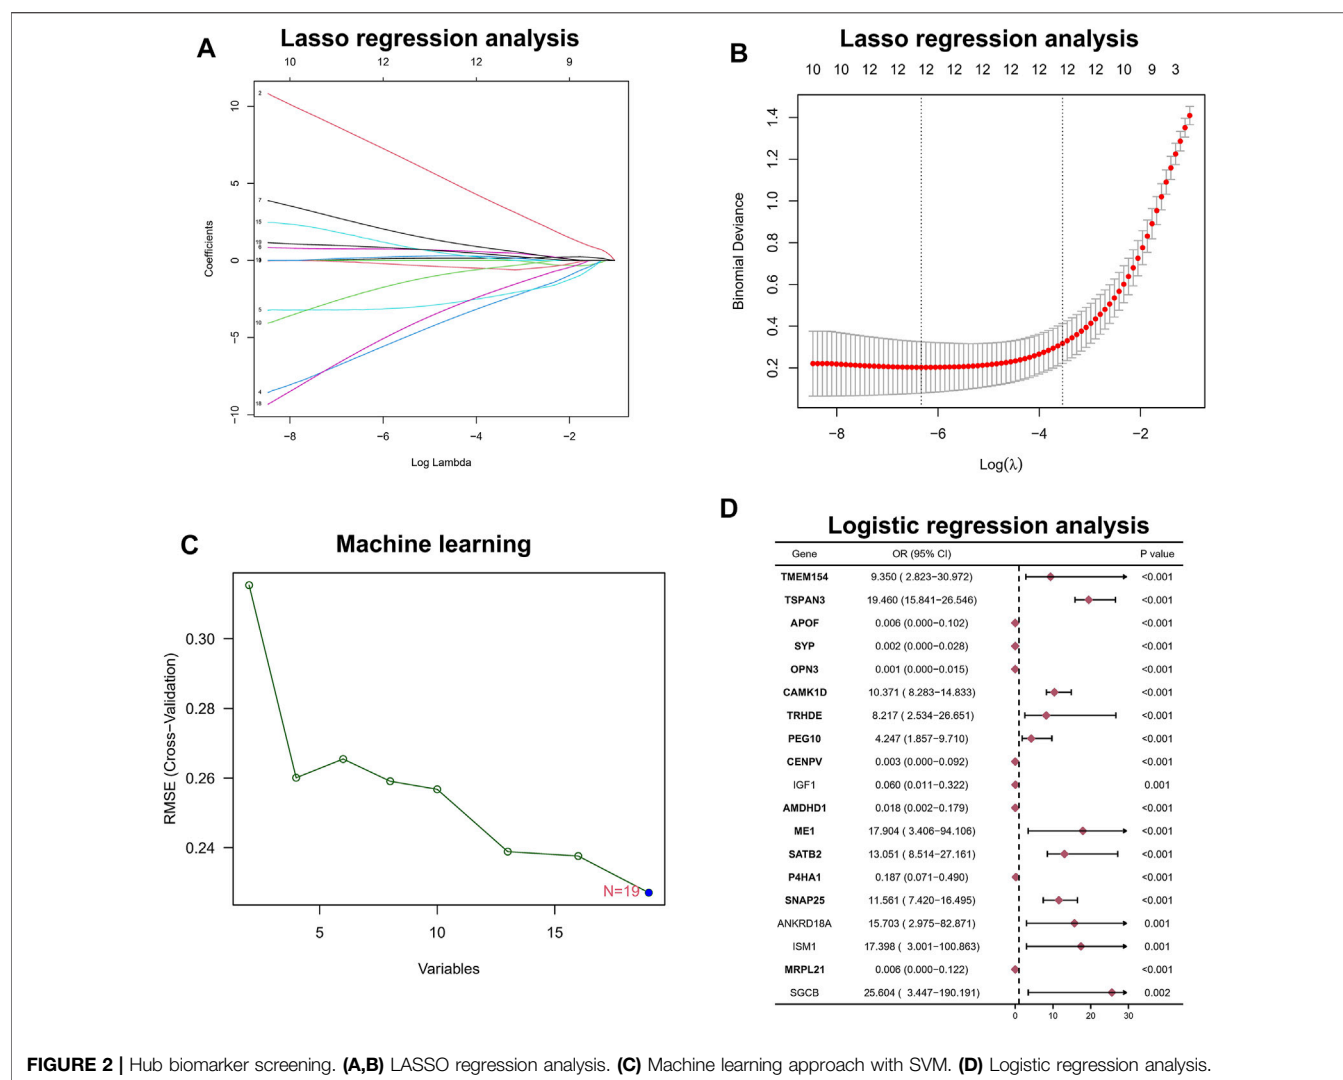 A
Lasso regression analysis
10 12 12 9
10
5
0
−5
−10
Coefficients
2
7
15
6
5
10
4
18
−8 −6 −4 −2
Log Lambda
B
Lasso regression analysis
10 10 12 12 12 12 12 12 12 12 12 12 10 9 3
1.4
1.2
1.0
0.8
0.6
0.4
0.2
Binomial Deviance
−8 −6 −4 −2
Log(λ)
C
Machine learning
0.30
0.28
0.26
0.24
RMSE (Cross−Validation)
N=19
5 10 15
Variables
D
Logistic regression analysis
Gene OR (95% CI) P value
TMEM154 9.350 ( 2.823−30.972) <0.001
TSPAN3 19.460 (15.841−26.546) <0.001
APOF 0.006 (0.000−0.102) <0.001
SYP 0.002 (0.000−0.028) <0.001
OPN3 0.001 (0.000−0.015) <0.001
CAMK1D 10.371 ( 8.283−14.833) <0.001
TRHDE 8.217 ( 2.534−26.651) <0.001
PEG10 4.247 (1.857−9.710) <0.001
CENPV 0.003 (0.000−0.092) <0.001
IGF1 0.060 (0.011−0.322) 0.001
AMDHD1 0.018 (0.002−0.179) <0.001
ME1 17.904 ( 3.406−94.106) <0.001
SATB2 13.051 ( 8.514−27.161) <0.001
P4HA1 0.187 (0.071−0.490) <0.001
SNAP25 11.561 ( 7.420−16.495) <0.001
ANKRD18A 15.703 ( 2.975−82.871) 0.001
ISM1 17.398 ( 3.001−100.863) 0.001
MRPL21 0.006 (0.000−0.122) <0.001
SGCB 25.604 ( 3.447−190.191) 0.002
0 10 20 30
FIGURE 2 | Hub biomarker screening. (A,B) LASSO regression analysis. (C) Machine learning approach with SVM. (D) Logistic regression analysis.